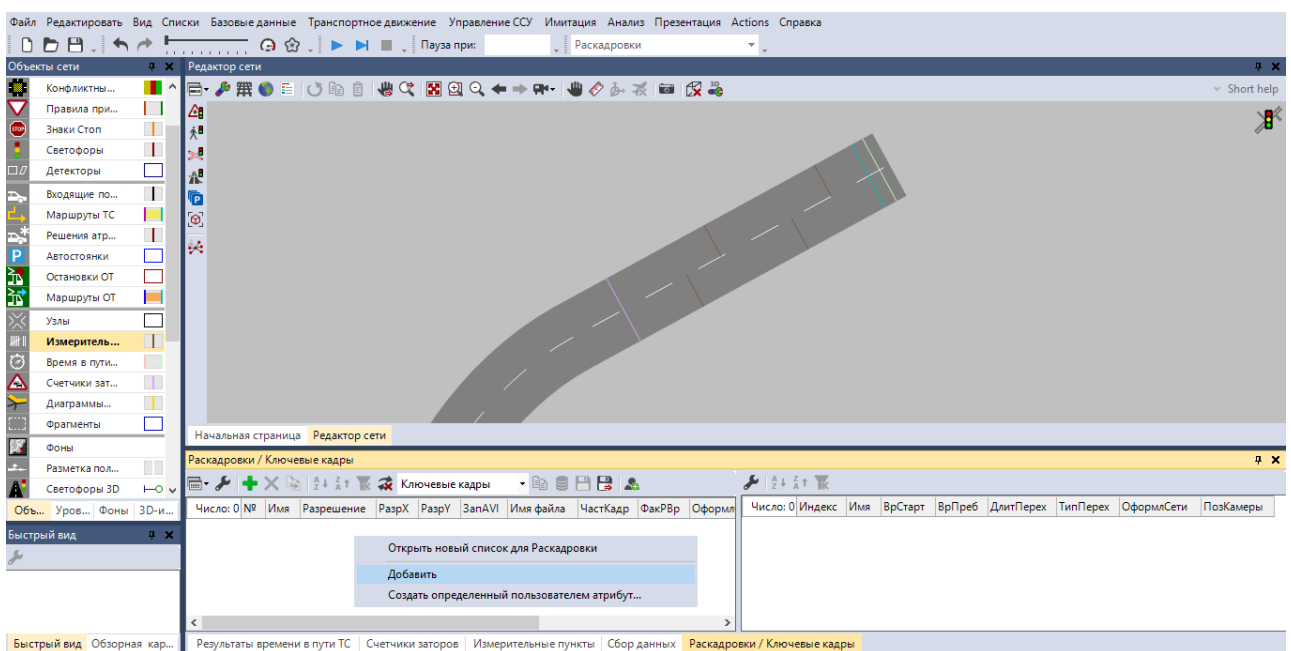 Файл Редактировать Вид Списки Базовые данные Транспортное движение Управление ССУ Имитация Анализ Презентация Actions Справка
Пауза при: Раскадровки
Объекты сети
Редактор сети
Конфликтны...
Правила при...
Знаки Стоп
Светофоры
Детекторы
Входящие по...
Маршруты ТС
Решения атр...
Автостоянки
Остановки ОТ
Маршруты ОТ
Узлы
Измеритель...
Время в пути...
Счетчики зат...
Диаграммы...
Фрагменты
Фоны
Разметка пол...
Светофоры 3D
Объ... Уров... Фоны 3D-и...
Быстрый вид
Быстрый вид Обзорная кар...
Short help
Начальная страница Редактор сети
Раскадровки / Ключевые кадры
Ключевые кадры
Число: 0 № Имя Разрешение РазрX РазрY ЗапAVI Имя файла ЧастКадр ФакРВр Оформл
Число: 0 Индекс Имя ВрСтарт ВрПреб ДлитПерех ТипПерех ОформлСети ПозКамеры
Открыть новый список для Раскадровки
Добавить
Создать определенный пользователем атрибут...
Результаты времени в пути ТС Счетчики заторов Измерительные пункты Сбор данных Раскадровки / Ключевые кадры